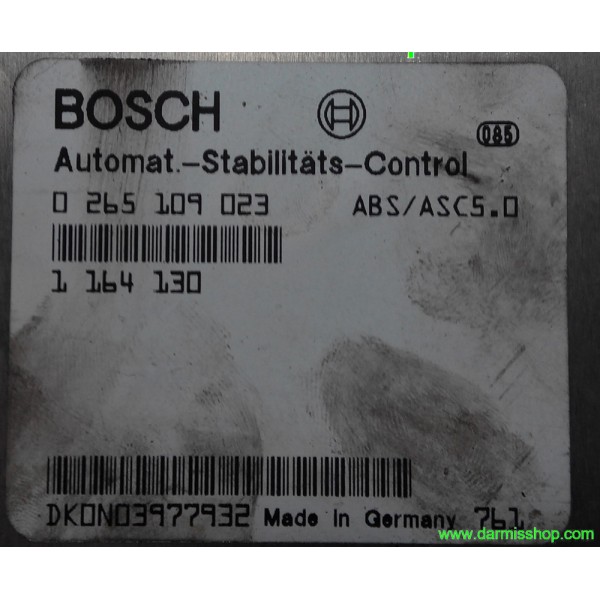 BOSCH
085
Automat.-Stabilitäts-Control
0 265 109 023 ABS/ASC5.0
1 164 130
DKON03977932 Made in Germany 761
www.darmisshop.com